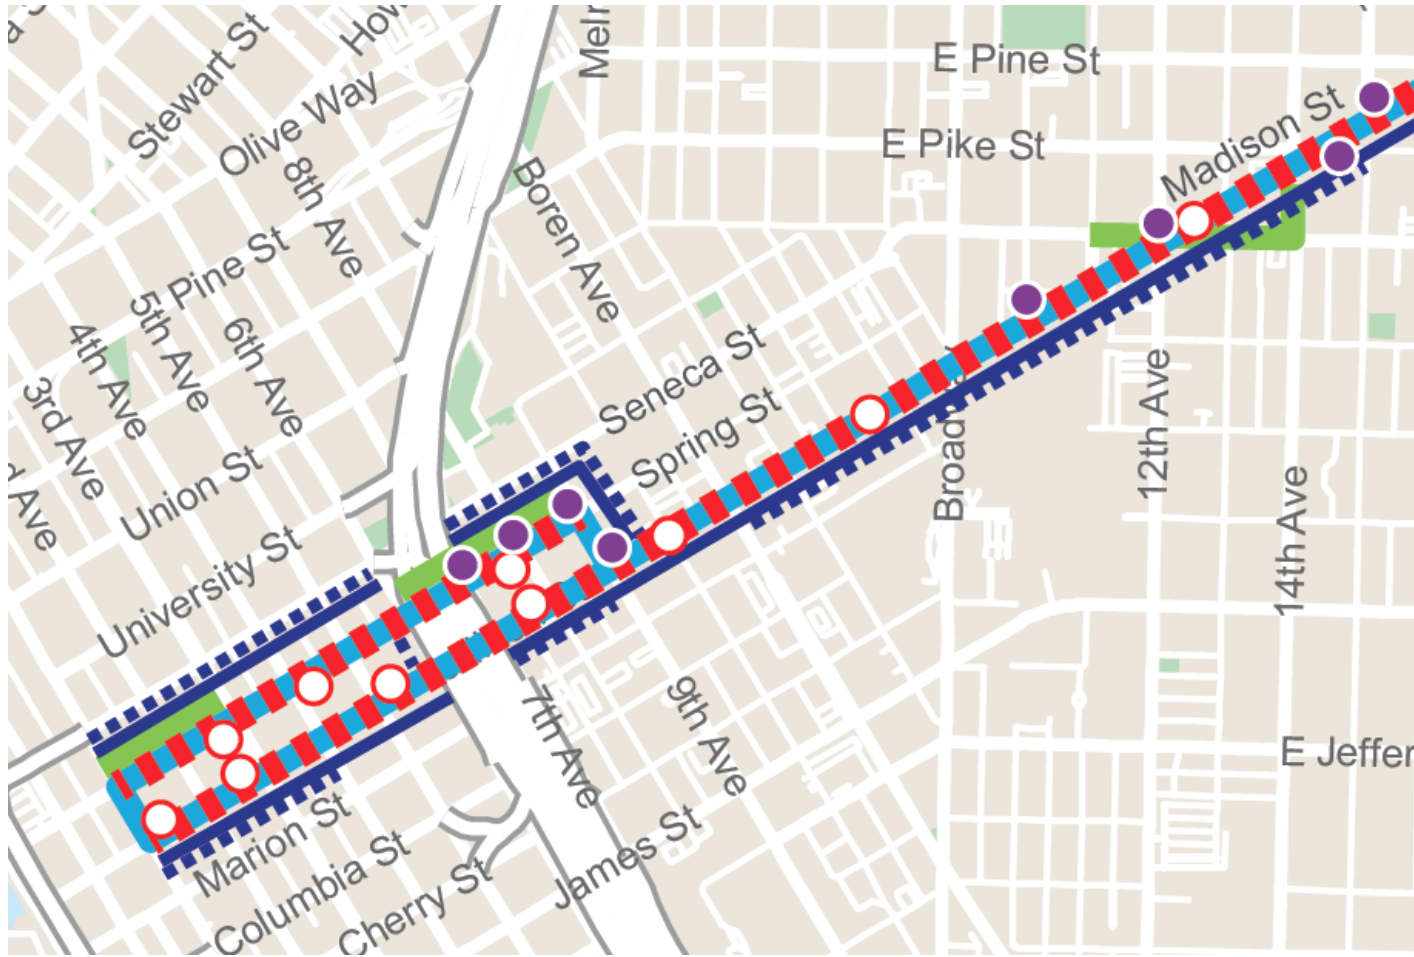 Stewart St
Olive Way
E Pine St
E Pike St
Madison St
8th Ave
Boren Ave
Pine St
5th Ave
4th Ave
6th Ave
3rd Ave
Seneca St
Spring St
Union St
University St
12th Ave
14th Ave
7th Ave
9th Ave
Marion St
Columbia St
Cherry St
James St